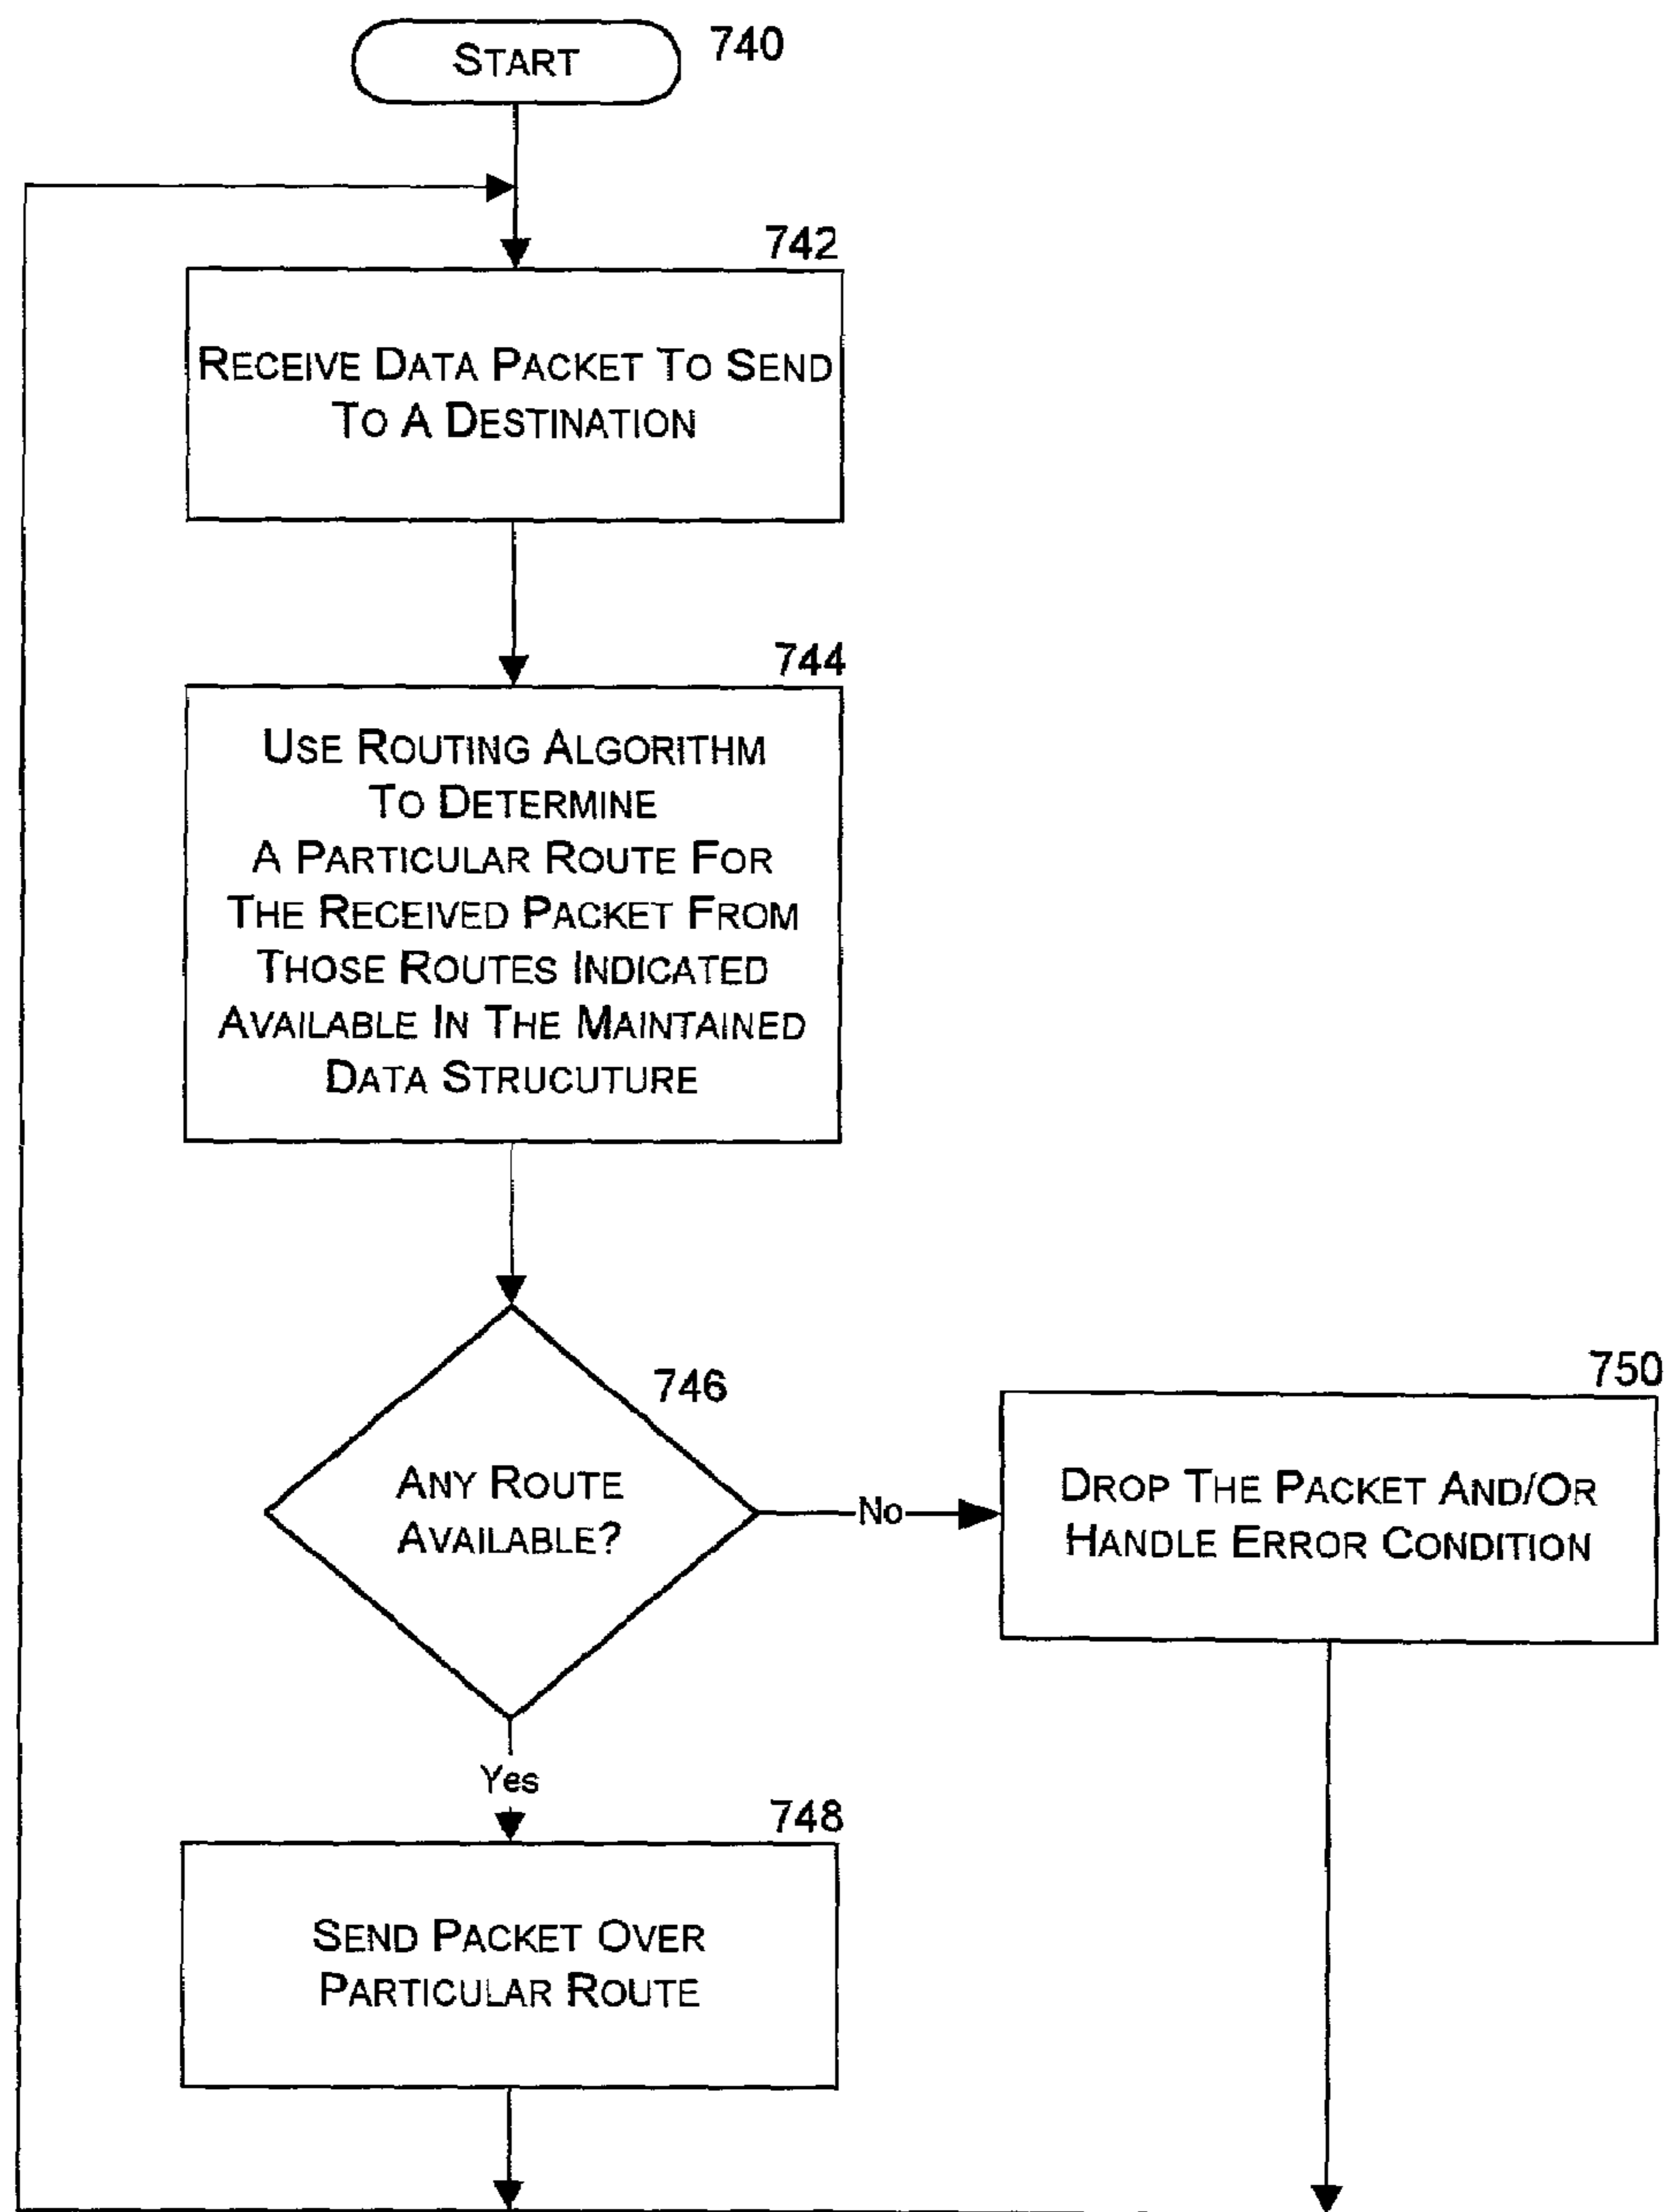 START
740
742
RECEIVE DATA PACKET TO SEND
TO A DESTINATION
744
USE ROUTING ALGORITHM
TO DETERMINE
A PARTICULAR ROUTE FOR
THE RECEIVED PACKET FROM
THOSE ROUTES INDICATED
AVAILABLE IN THE MAINTAINED
DATA STRUCUTURE
746
ANY ROUTE
AVAILABLE?
No
750
DROP THE PACKET AND/OR
HANDLE ERROR CONDITION
Yes
748
SEND PACKET OVER
PARTICULAR ROUTE